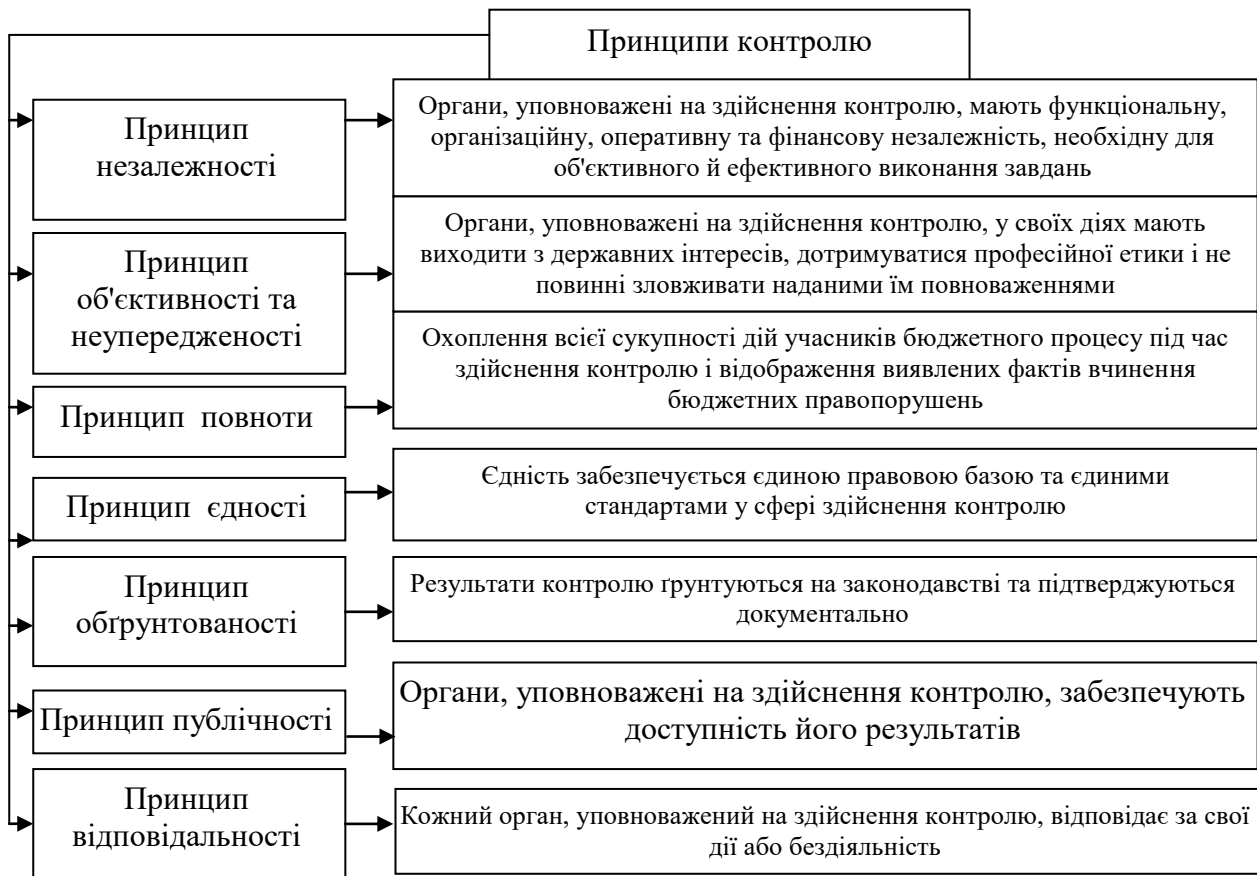 Принципи контролю
Принцип
незалежності
Органи, уповноважені на здійснення контролю, мають функціональну,
організаційну, оперативну та фінансову незалежність, необхідну для
об'єктивного й ефективного виконання завдань
Принцип
об'єктивності та
неупередженості
Органи, уповноважені на здійснення контролю, у своїх діях мають
виходити з державних інтересів, дотримуватися професійної етики і не
повинні зловживати наданими їм повноваженнями
Принцип повноти
Охоплення всієї сукупності дій учасників бюджетного процесу під час
здійснення контролю і відображення виявлених фактів вчинення
бюджетних правопорушень
Принцип єдності
Єдність забезпечується єдиною правовою базою та єдиними
стандартами у сфері здійснення контролю
Принцип
обґрунтованості
Результати контролю ґрунтуються на законодавстві та підтверджуються
документально
Принцип публічності
Органи, уповноважені на здійснення контролю, забезпечують
доступність його результатів
Принцип
відповідальності
Кожний орган, уповноважений на здійснення контролю, відповідає за свої
дії або бездіяльність